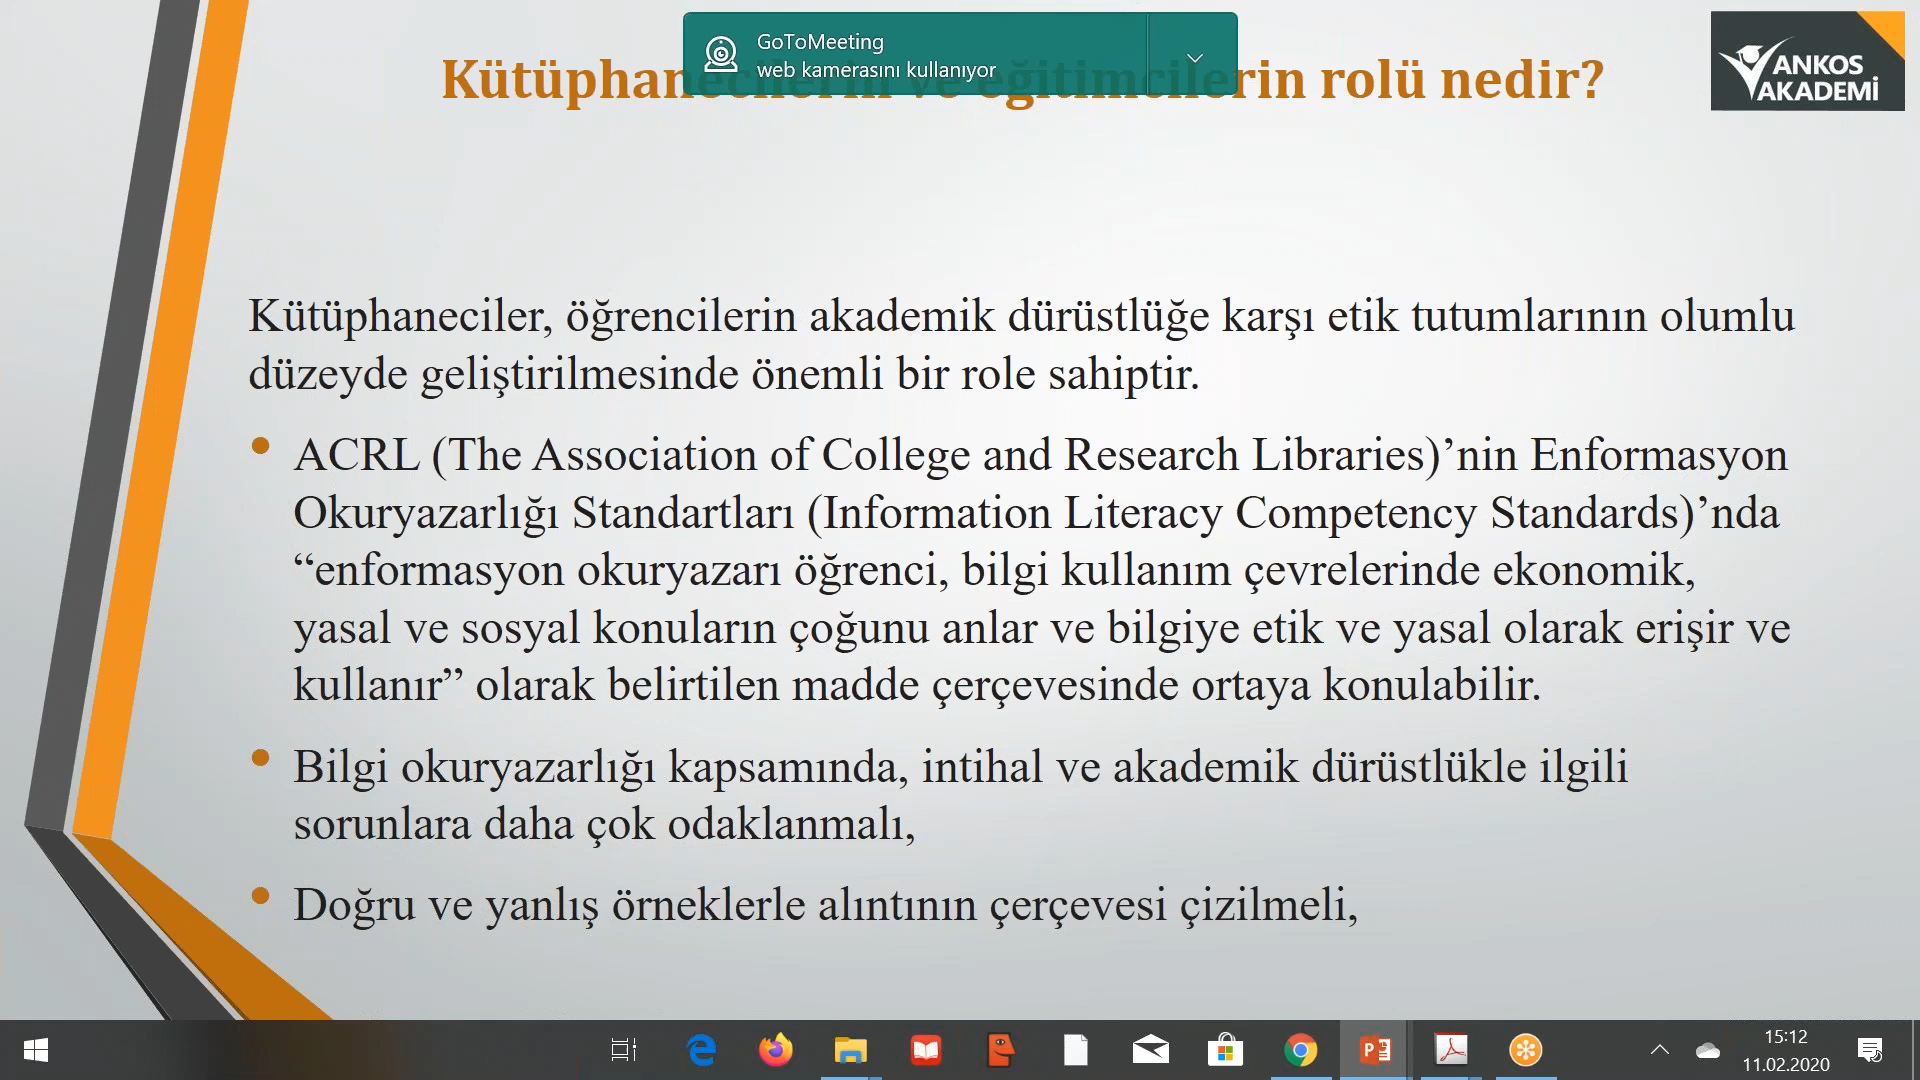 GoToMeeting
web kamerasını kullanıyor
Kütüphanecilerin ve eğitimcilerin rolü nedir?
ANKOS
AKADEMİ
Kütüphaneciler, öğrencilerin akademik dürüstlüğe karşı etik tutumlarının olumlu
düzeyde geliştirilmesinde önemli bir role sahiptir.
• ACRL (The Association of College and Research Libraries)’nin Enformasyon
Okuryazarlığı Standartları (Information Literacy Competency Standards)’nda
“enformasyon okuryazarı öğrenci, bilgi kullanım çevrelerinde ekonomik,
yasal ve sosyal konuların çoğunu anlar ve bilgiye etik ve yasal olarak erişir ve
kullanır” olarak belirtilen madde çerçevesinde ortaya konulabilir.
• Bilgi okuryazarlığı kapsamında, intihal ve akademik dürüstlükle ilgili
sorunlara daha çok odaklanmalı,
• Doğru ve yanlış örneklerle alıntının çerçevesi çizilmeli,
15:12
11.02.2020